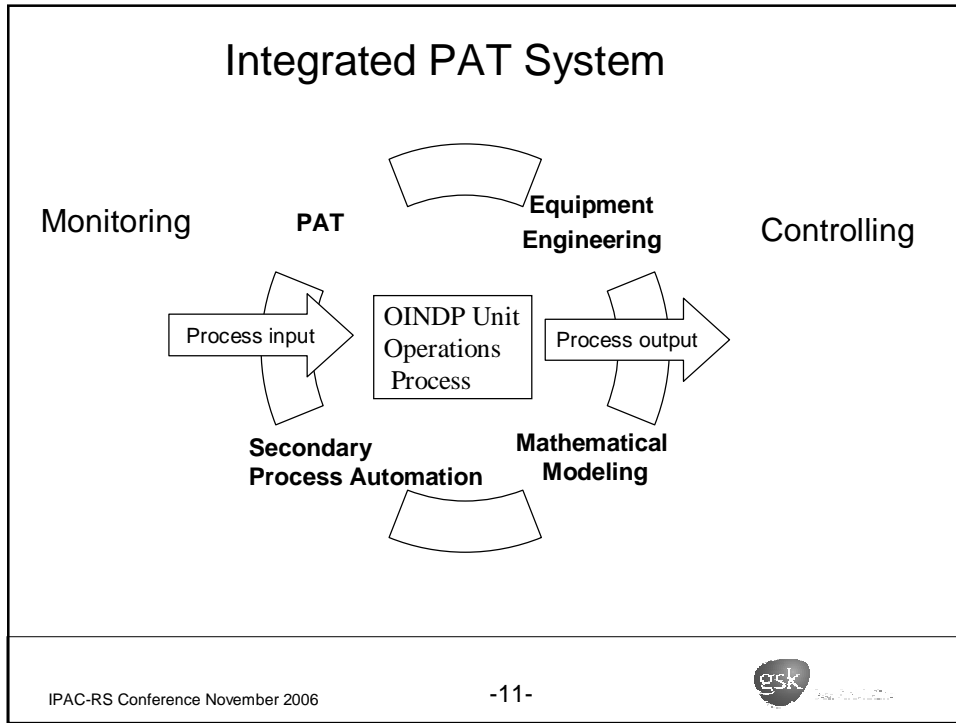 Integrated PAT System
Monitoring
PAT
Equipment
Engineering
Controlling
Process input
OINDP Unit
Operations
Process
Process output
Secondary
Process Automation
Mathematical
Modeling
IPAC-RS Conference November 2006
-11-
gsk